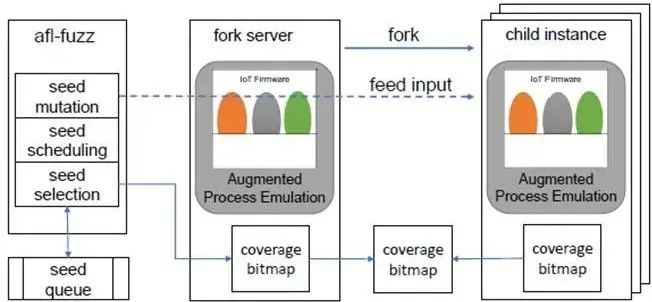 afl-fuzz
seed
mutation
seed
scheduling
seed
selection
seed
queue
fork server
IoT Firmware
Augmented
Process Emulation
coverage
bitmap
fork
feed input
coverage
bitmap
child instance
IoT Firmware
Augmented
Process Emulation
coverage
bitmap